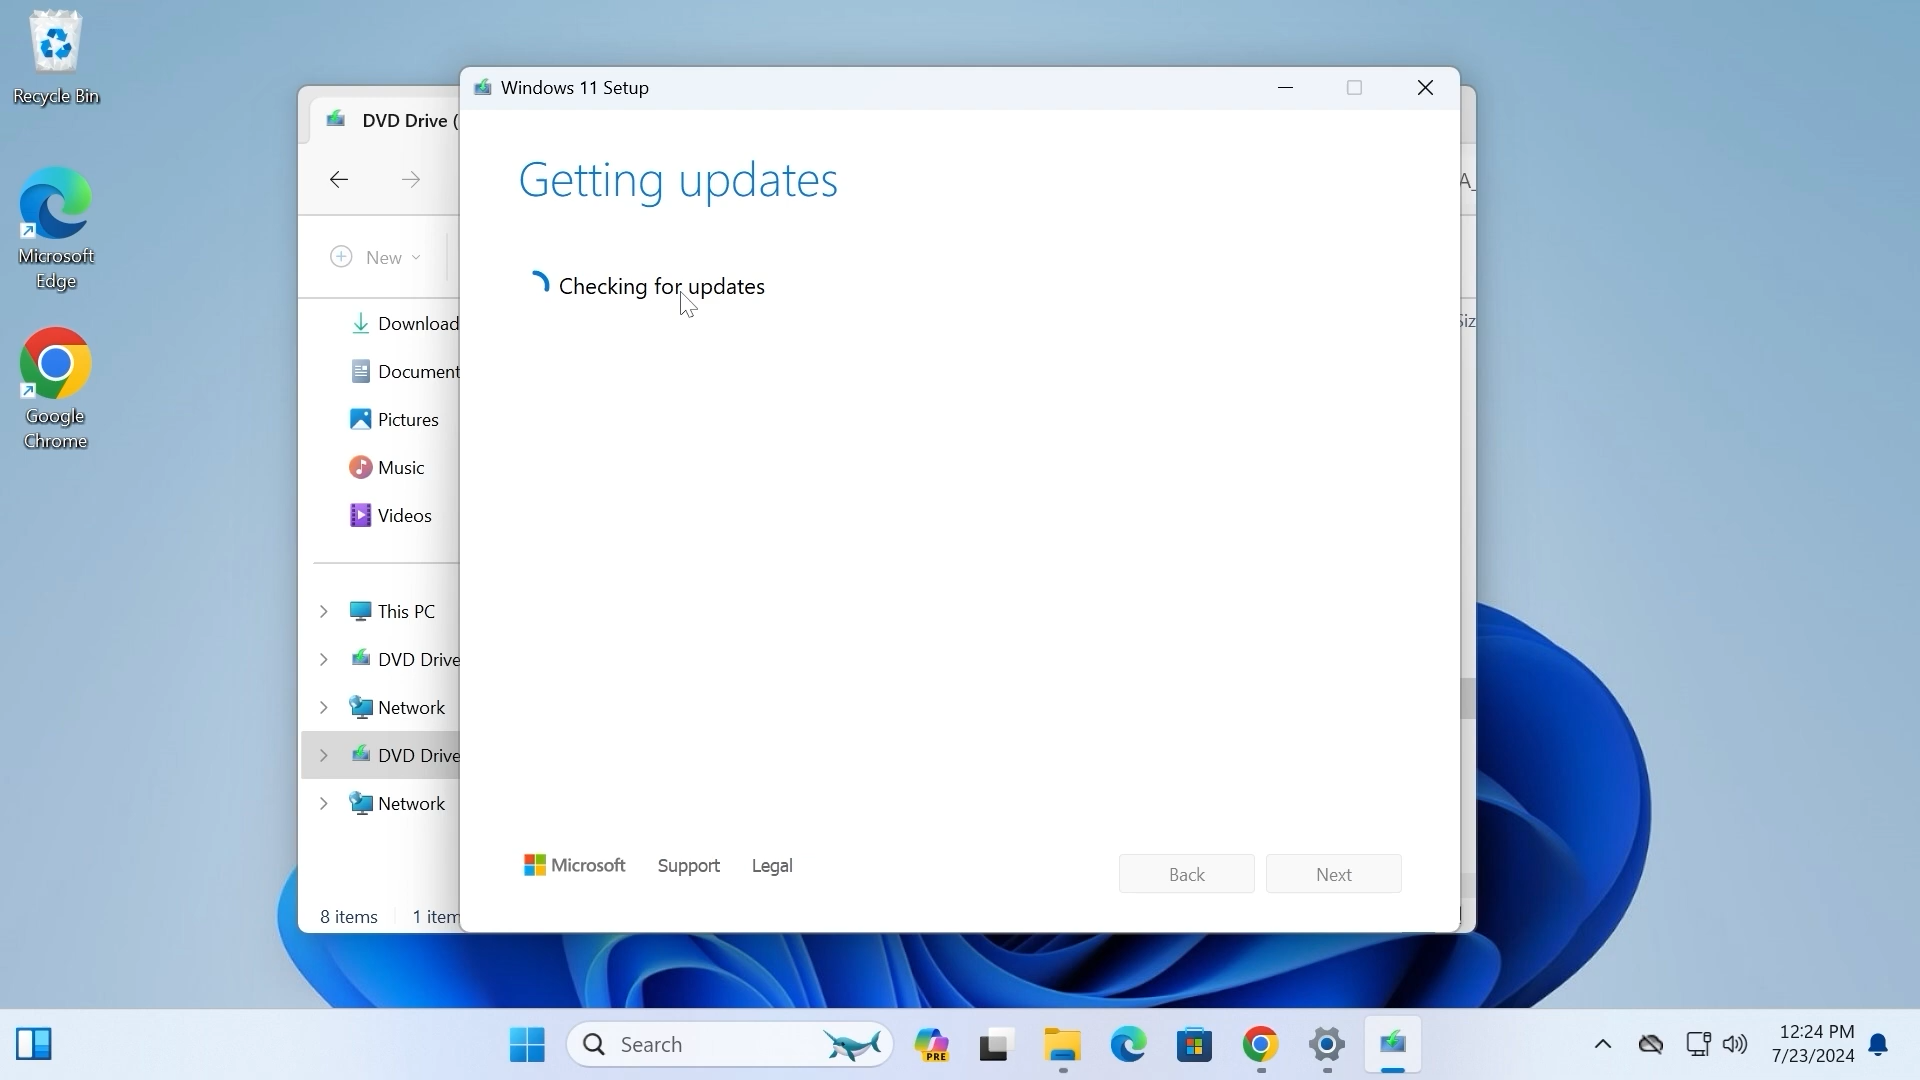 Recycle Bin
Microsoft
Edge
Google
Chrome
DVD Drive (
New
Download
Document
Pictures
Music
Videos
This PC
DVD Drive
Network
DVD Drive
Network
8 items
1 item
Windows 11 Setup
Getting updates
Checking for updates
Microsoft
Support
Legal
Back
Next
A_
Siz
Search
PRE
12:24 PM
7/23/2024